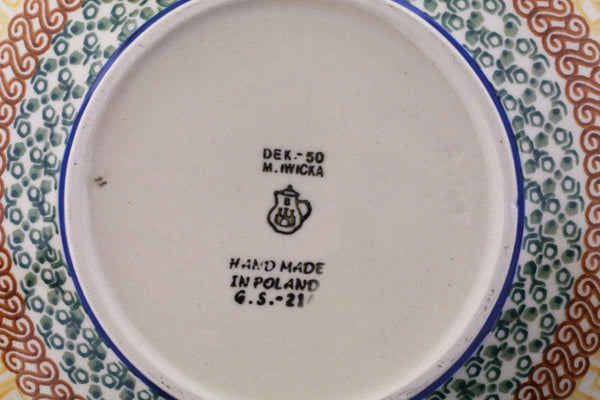 DEK.-50
M. IWICKA
HAND MADE
IN POLAND
G.S.-21